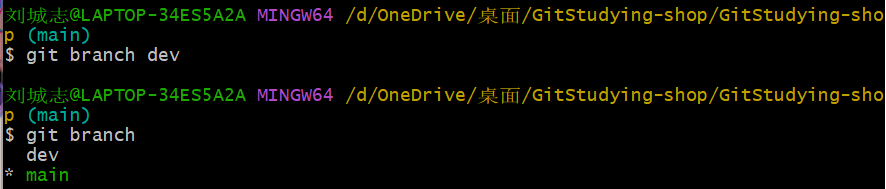 刘城志@LAPTOP-34ES5A2A MINGW64 /d/OneDrive/桌面/GitStudying-shop/GitStudying-sho
p (main)
$ git branch dev
刘城志@LAPTOP-34ES5A2A MINGW64 /d/OneDrive/桌面/GitStudying-shop/GitStudying-sho
p (main)
$ git branch
  dev
* main